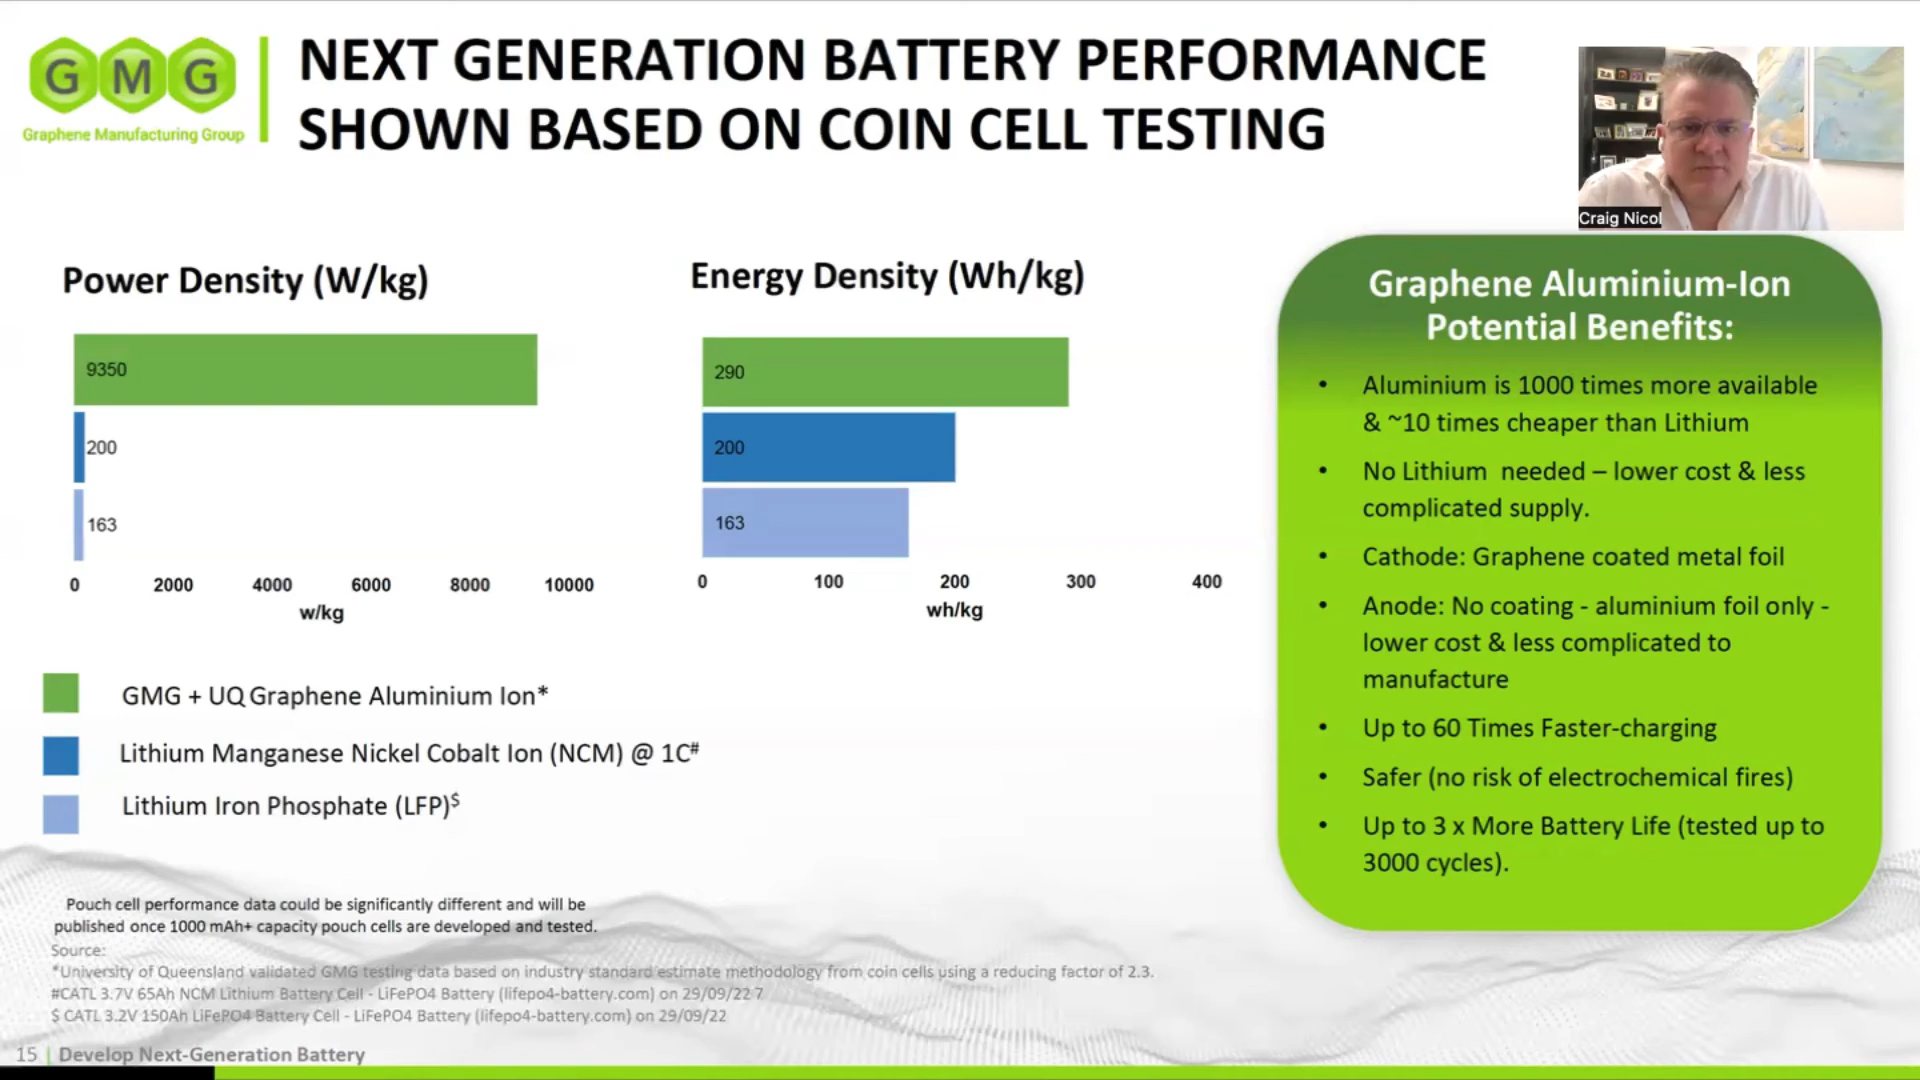 GMG
Graphene Manufacturing Group
NEXT GENERATION BATTERY PERFORMANCE
SHOWN BASED ON COIN CELL TESTING
Craig Nicol
Power Density (W/kg)
9350
200
163
0 2000 4000 6000 8000 10000
w/kg
Energy Density (Wh/kg)
290
200
163
0 100 200 300 400
wh/kg
GMG + UQ Graphene Aluminium Ion*
Lithium Manganese Nickel Cobalt Ion (NCM) @ 1C#
Lithium Iron Phosphate (LFP)$
Graphene Aluminium-Ion
Potential Benefits:
• Aluminium is 1000 times more available
& ~10 times cheaper than Lithium
• No Lithium needed – lower cost & less
complicated supply.
• Cathode: Graphene coated metal foil
• Anode: No coating - aluminium foil only -
lower cost & less complicated to
manufacture
• Up to 60 Times Faster-charging
• Safer (no risk of electrochemical fires)
• Up to 3 x More Battery Life (tested up to
3000 cycles).
Pouch cell performance data could be significantly different and will be
published once 1000 mAh+ capacity pouch cells are developed and tested.
Source:
*University of Queensland validated GMG testing data based on industry standard estimate methodology from coin cells using a reducing factor of 2.3.
#CATL 3.7V 65Ah NCM Lithium Battery Cell - LiFePO4 Battery (lifepo4-battery.com) on 29/09/22 7
$ CATL 3.2V 150Ah LiFePO4 Battery Cell - LiFePO4 Battery (lifepo4-battery.com) on 29/09/22
15 | Develop Next-Generation Battery